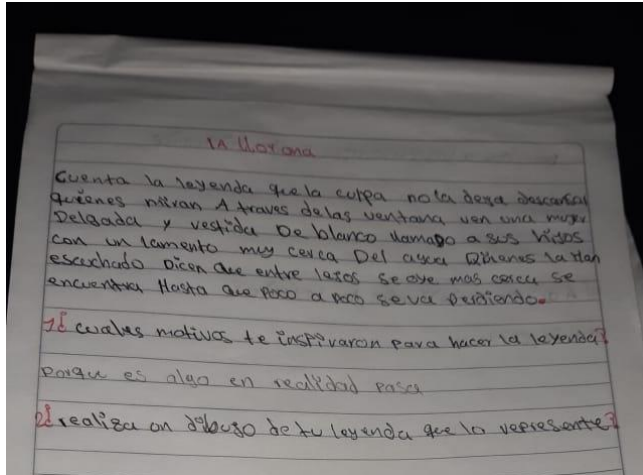 LA llorona
Cuenta la leyenda que la culpa no la deja descansar
quienes miran A traves de las ventana ven una mujer
Delgada y vestida De blanco llamado a sus hijos
con un lamento muy cerca Del agua Quienes la Han
escuchado Dicen que entre lejos se oye mas cerca se
encuentra Hasta que poco a poco se va perdiendo.
1¿ cuales motivos te inspiraron para hacer la leyenda?
porqu es algo en realidad pasa
2¿ realiza un dibujo de tu leyenda que lo represente?